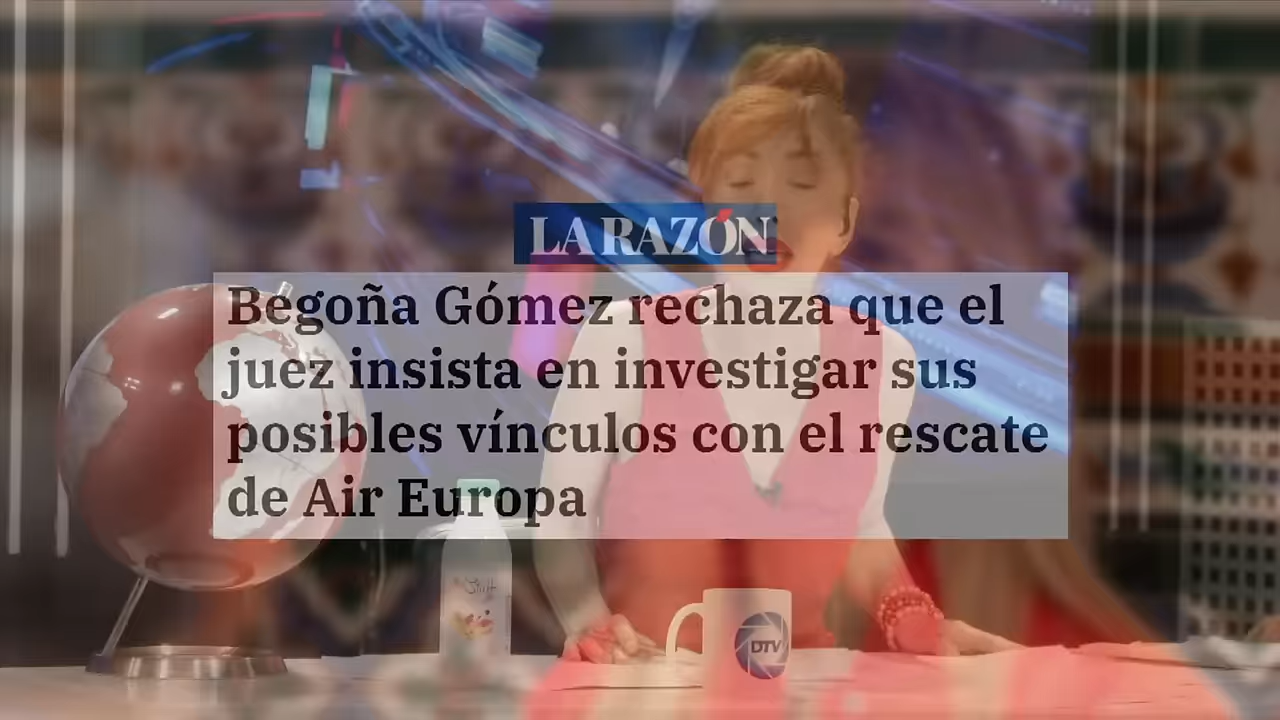 LA RAZÓN
Begoña Gómez rechaza que el
juez insista en investigar sus
posibles vínculos con el rescate
de Air Europa
DTV